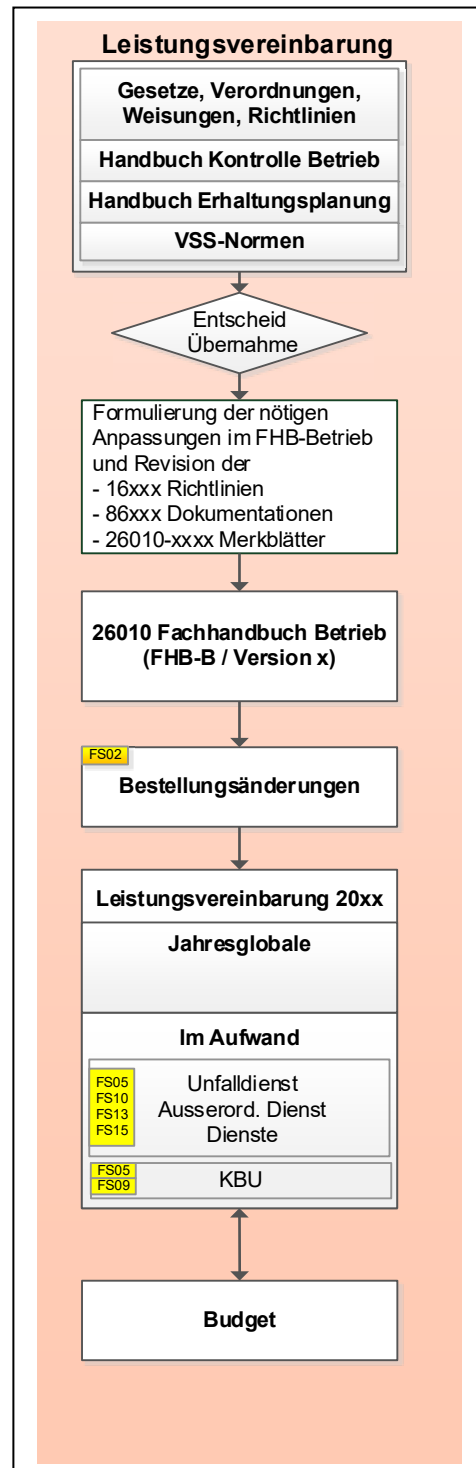 Leistungsvereinbarung
Gesetze, Verordnungen,
Weisungen, Richtlinien
Handbuch Kontrolle Betrieb
Handbuch Erhaltungsplanung
VSS-Normen
Entscheid
Übernahme
Formulierung der nötigen
Anpassungen im FHB-Betrieb
und Revision der
- 16xxx Richtlinien
- 86xxx Dokumentationen
- 26010-xxxx Merkblätter
26010 Fachhandbuch Betrieb
(FHB-B / Version x)
FS02
Bestellungsänderungen
Leistungsvereinbarung 20xx
Jahresglobale
Im Aufwand
FS05
FS10
FS13
FS15
Unfalldienst
Ausserord. Dienst
Dienste
FS05
FS09
KBU
Budget